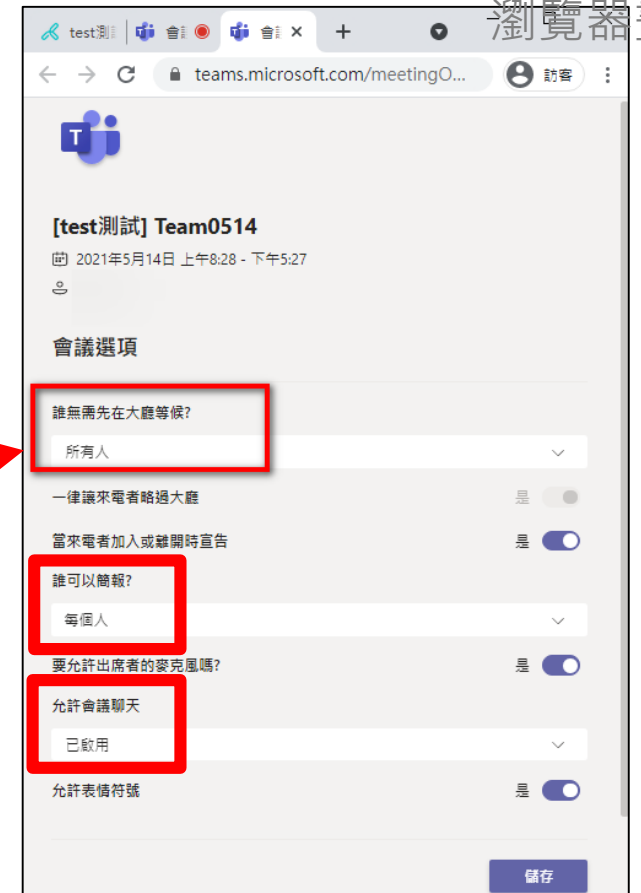 瀏覽器
test測
會
會
teams.microsoft.com/meetingO...
訪客
T
[test測試] Team0514
2021年5月14日 上午8:28 - 下午5:27
會議選項
誰無需先在大廳等候?
所有人
一律讓來電者略過大廳
是
當來電者加入或離開時宣告
是
誰可以簡報?
每個人
要允許出席者的麥克風嗎?
是
允許會議聊天
已啟用
允許表情符號
是
儲存